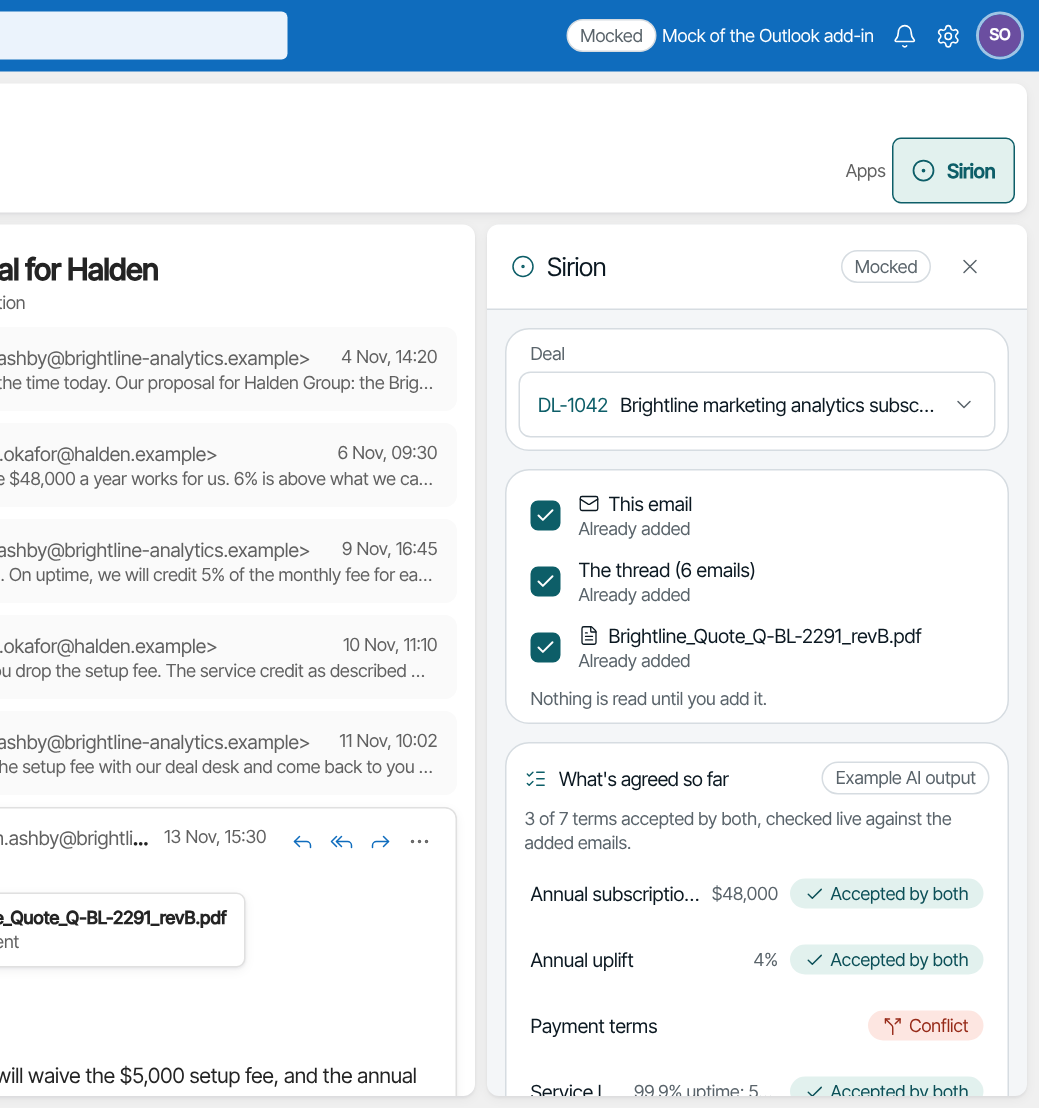 Mocked Mock of the Outlook add-in SO
Apps Sirion
al for Halden
tion
ashby@brightline-analytics.example> 4 Nov, 14:20
the time today. Our proposal for Halden Group: the Brig...
.okafor@halden.example> 6 Nov, 09:30
e $48,000 a year works for us. 6% is above what we ca...
ashby@brightline-analytics.example> 9 Nov, 16:45
. On uptime, we will credit 5% of the monthly fee for ea...
.okafor@halden.example> 10 Nov, 11:10
ou drop the setup fee. The service credit as described ...
ashby@brightline-analytics.example> 11 Nov, 10:02
he setup fee with our deal desk and come back to you ...
n.ashby@brightli... 13 Nov, 15:30
e_Quote_Q-BL-2291_revB.pdf
ent
will waive the $5,000 setup fee, and the annual
Sirion Mocked
Deal
DL-1042 Brightline marketing analytics subsc...
This email
Already added
The thread (6 emails)
Already added
Brightline_Quote_Q-BL-2291_revB.pdf
Already added
Nothing is read until you add it.
What's agreed so far Example AI output
3 of 7 terms accepted by both, checked live against the
added emails.
Annual subscriptio... $48,000 Accepted by both
Annual uplift 4% Accepted by both
Payment terms Conflict
Service l... 99.9% uptime: 5... Accepted by both